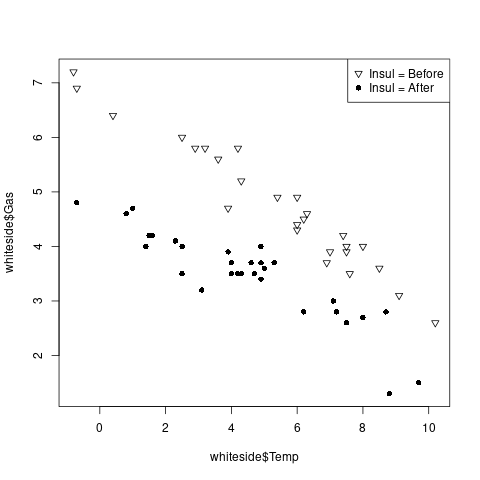 Insul = Before
Insul = After
7
6
5
4
3
2
whiteside$Gas
0 2 4 6 8 10
whiteside$Temp